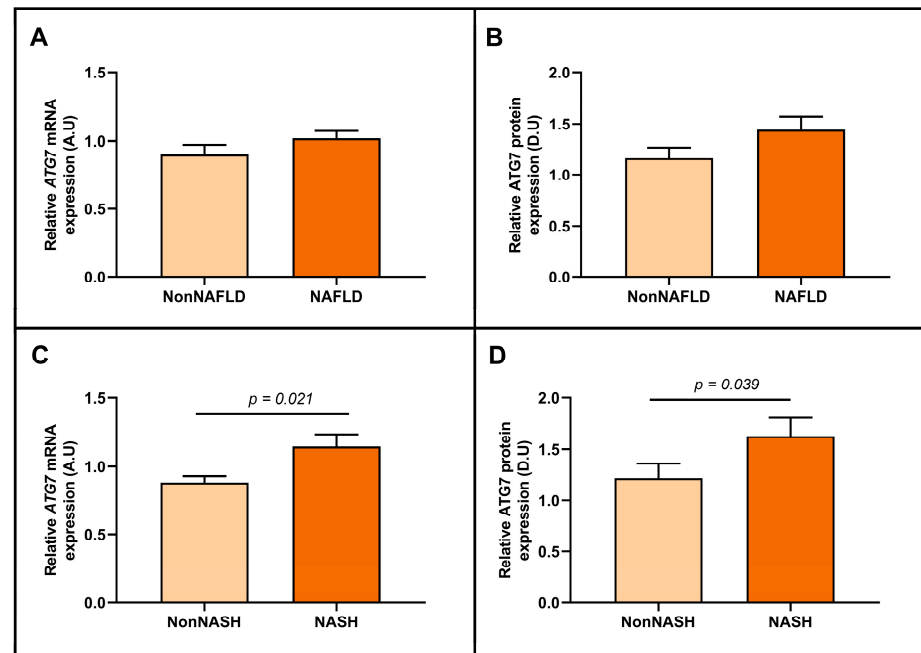 A
Relative ATG7 mRNA
expression (A.U)
1.5
1.0
0.5
0.0
NonNAFLD
NAFLD
B
Relative ATG7 protein
expression (D.U)
2.0
1.5
1.0
0.5
0.0
NonNAFLD
NAFLD
C
Relative ATG7 mRNA
expression (A.U)
1.5
1.0
0.5
0.0
p = 0.021
NonNASH
NASH
D
Relative ATG7 protein
expression (D.U)
2.0
1.5
1.0
0.5
0.0
p = 0.039
NonNASH
NASH